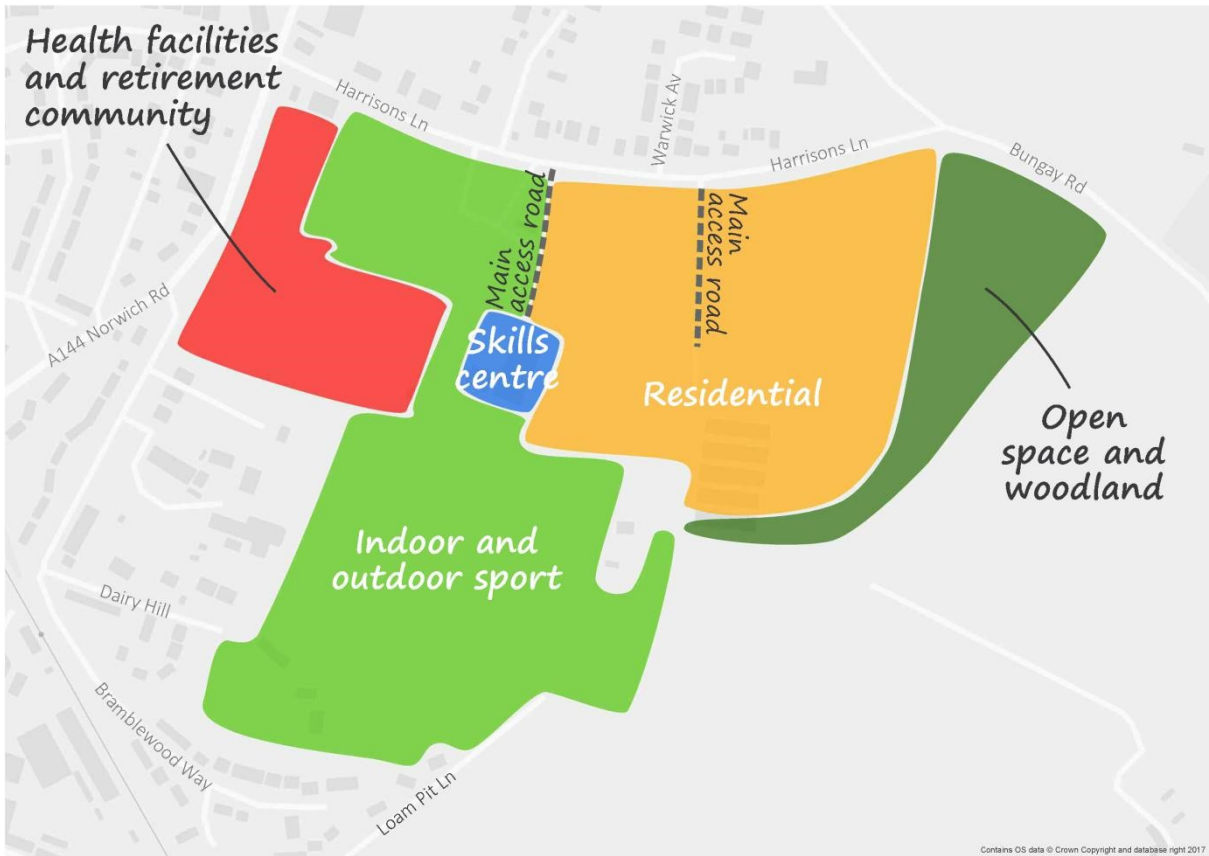 Health facilities
and retirement
community
Harrisons Ln
Warwick Av
Harrisons Ln
Bungay Rd
Main
access road
Main
access road
A144 Norwich Rd
Skills
centre
Residential
Open
space and
woodland
Indoor and
outdoor sport
Dairy Hill
Bramblewood Way
Loam Pit Ln
Contains OS data © Crown Copyright and database right 2017